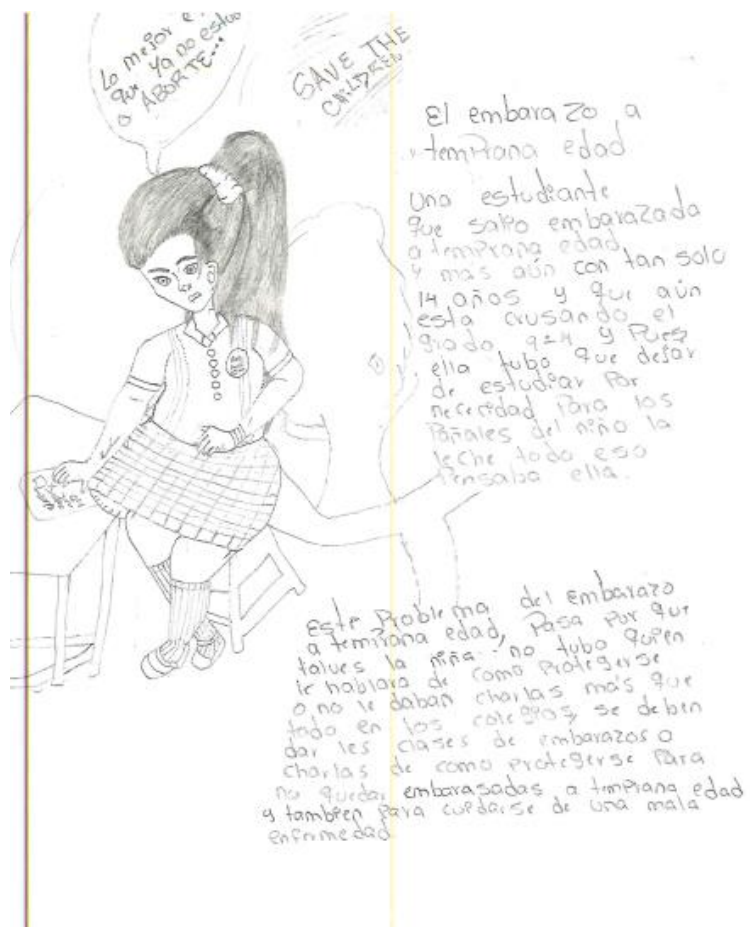 Lo mejor e
que ya no estud
o ABORTE...
SAVE THE
CHILDREN
El embarazo a
temprana edad
Una estudiante
que salio embarazada
a temprana edad
y mas aún con tan solo
14 años y que aún
esta crusando el
grado 9=4 y Pues
ella tubo que dejar
de estudiar Por
nececidad Para los
Pañales del niño la
leche todo eso
Pensaba ella.
Este Problema del embarazo
a temprana edad, Pasa por que
talves la niña no tubo quien
le hablara de como Protegerse
o no le daban charlas más que
todo en los colegios, se deben
dar les clases de embarazos o
charlas de como protegerse Para
no quedar embarasadas a temprana edad
y tambien para cuidarse de una mala
enfermedad